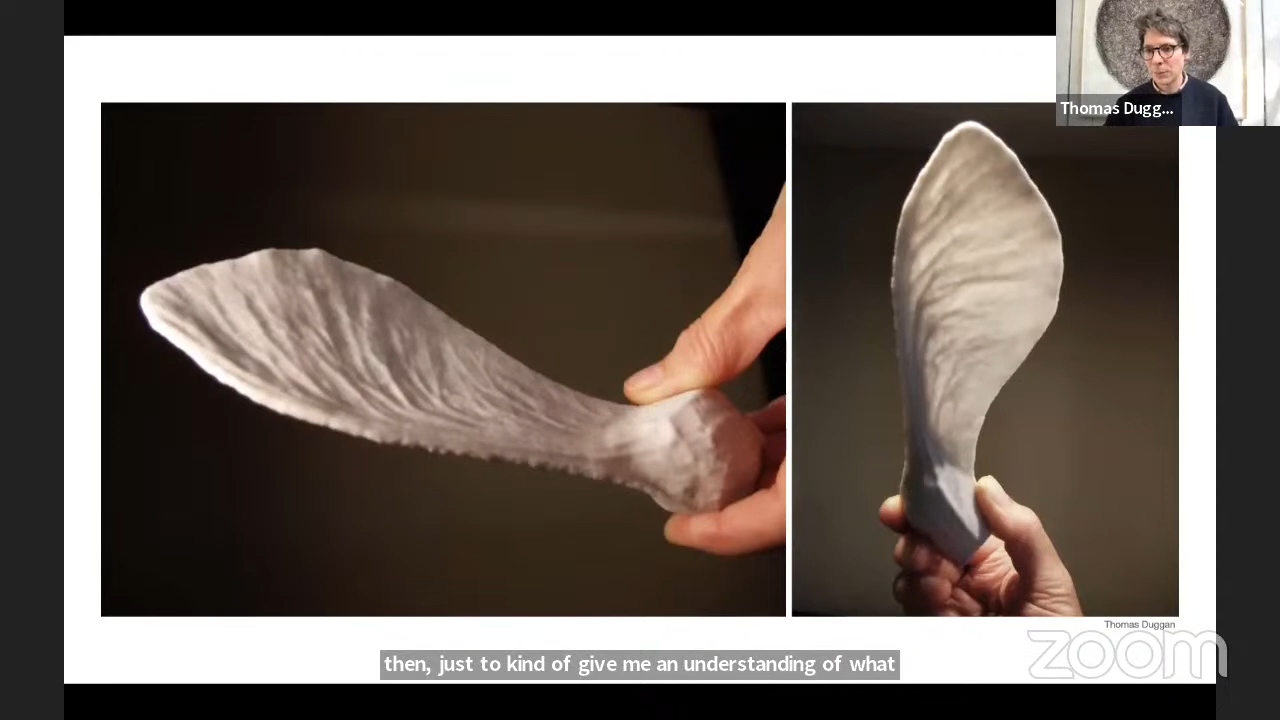 Thomas Dugg...
Thomas Duggan
then, just to kind of give me an understanding of what
zoom